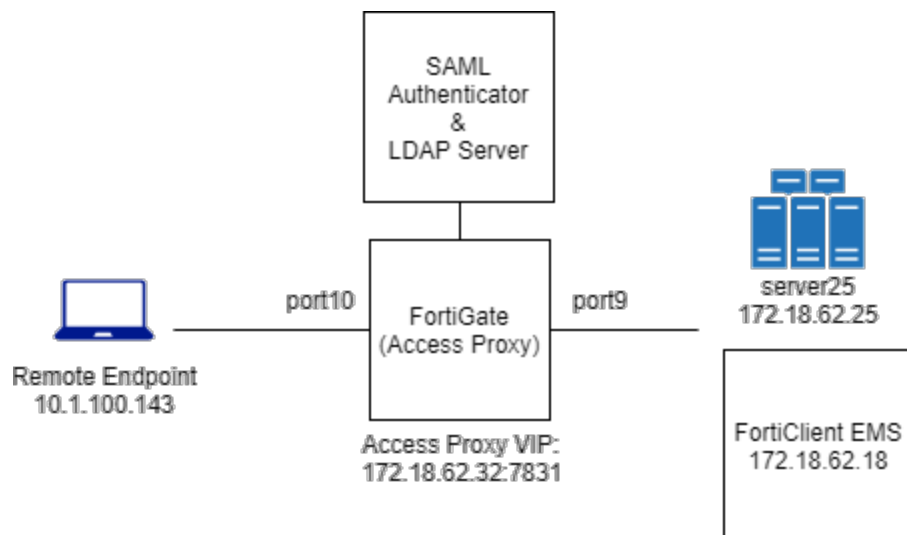 SAML
Authenticator
&
LDAP Server
port10
FortiGate
(Access Proxy)
port9
server25
172.18.62.25
Remote Endpoint
10.1.100.143
Access Proxy VIP:
172.18.62.32:7831
FortiClient EMS
172.18.62.18